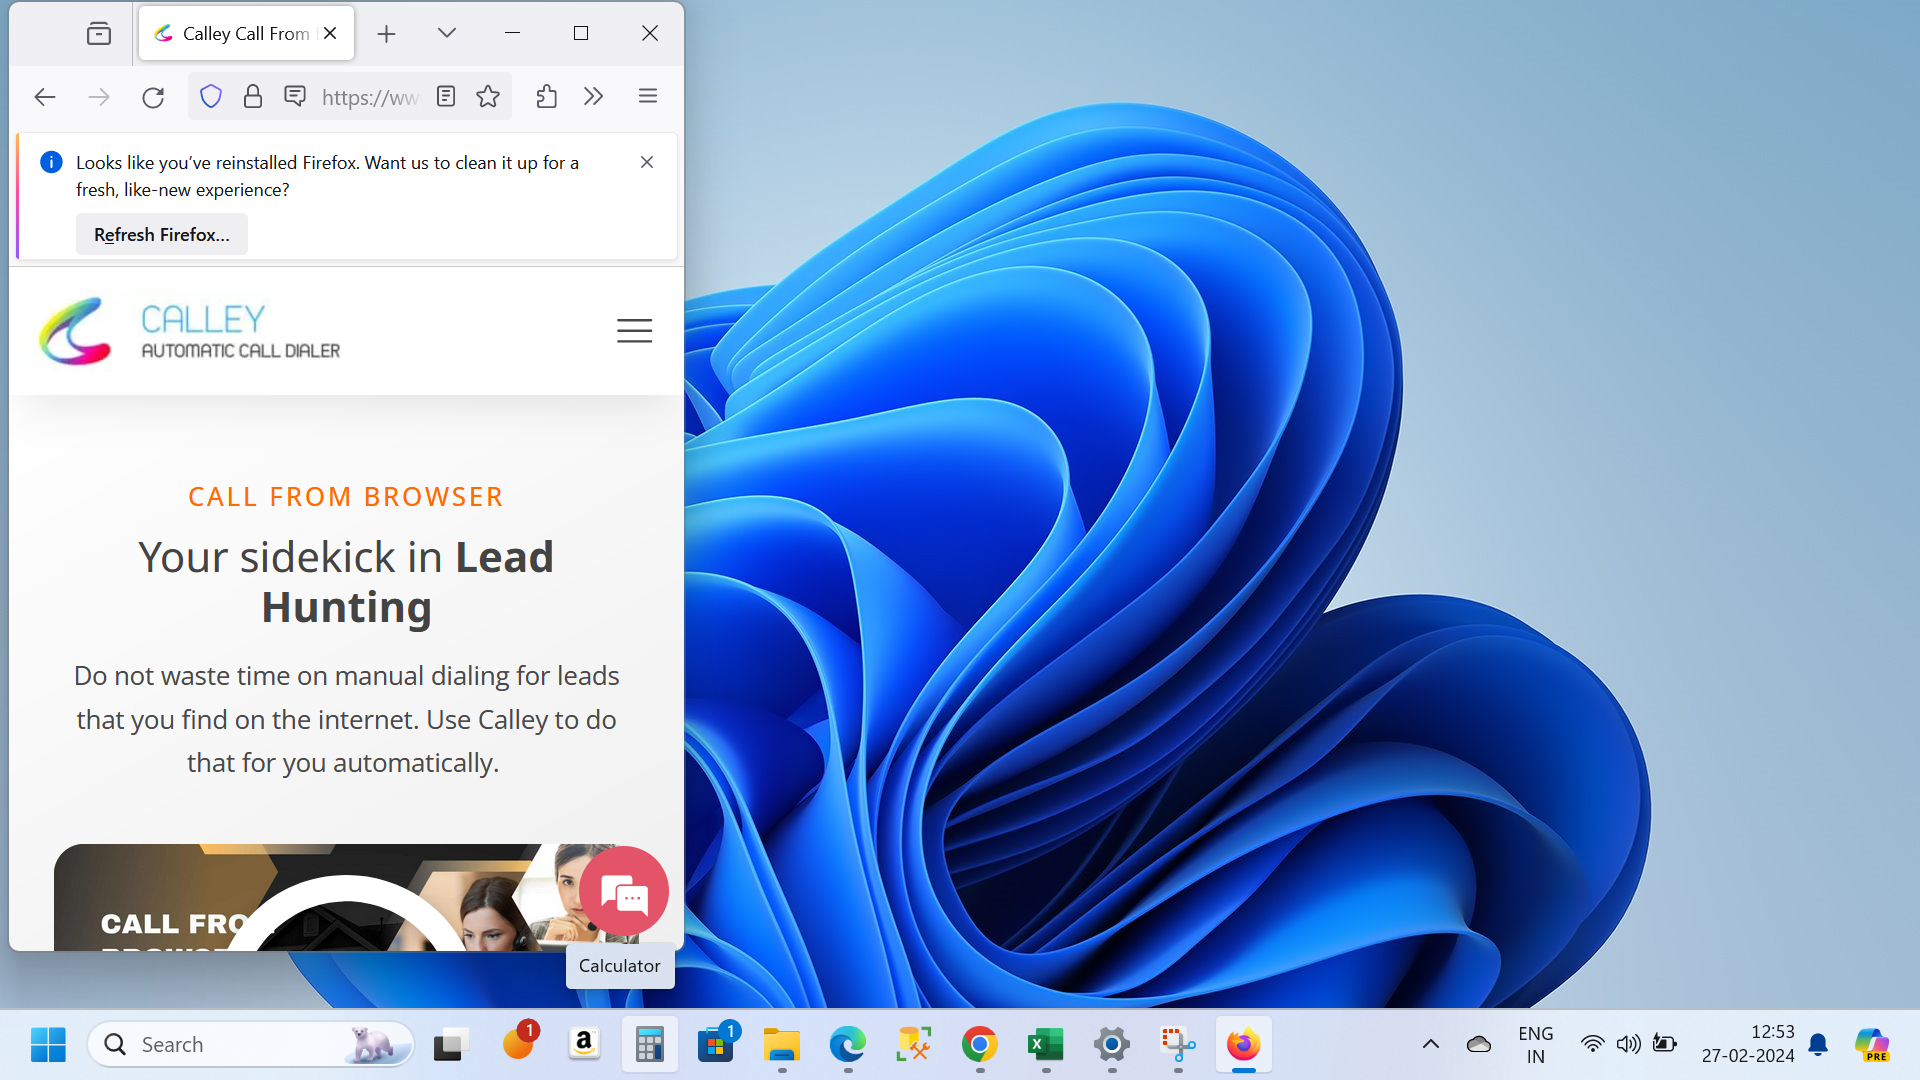 Calley Call From
https://ww
Looks like you've reinstalled Firefox. Want us to clean it up for a
fresh, like-new experience?
Refresh Firefox...
CALLEY
AUTOMATIC CALL DIALER
CALL FROM BROWSER
Your sidekick in Lead
Hunting
Do not waste time on manual dialing for leads
that you find on the internet. Use Calley to do
that for you automatically.
CALL FROM
Calculator
Search
1
a
1
X
ENG
IN
12:53
27-02-2024
PRE